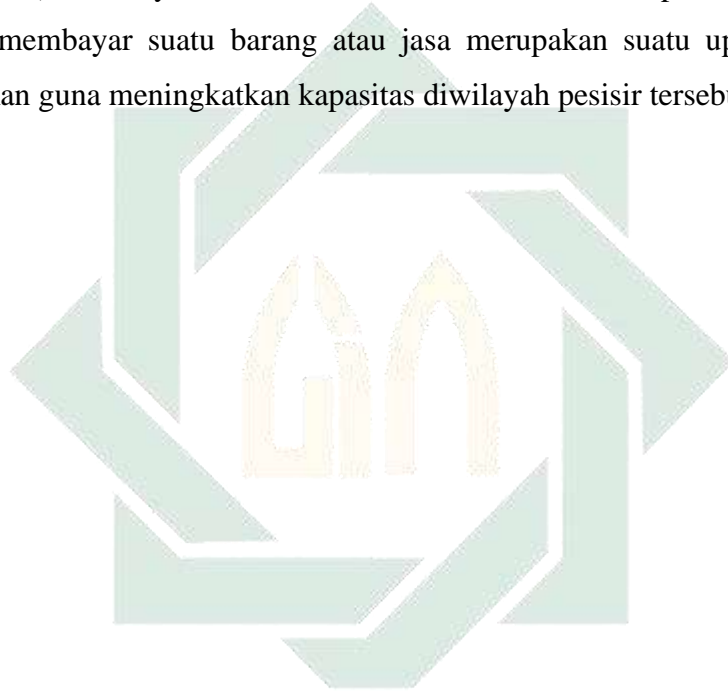 membayar suatu barang atau jasa merupakan suatu up
an guna meningkatkan kapasitas diwilayah pesisir tersebu